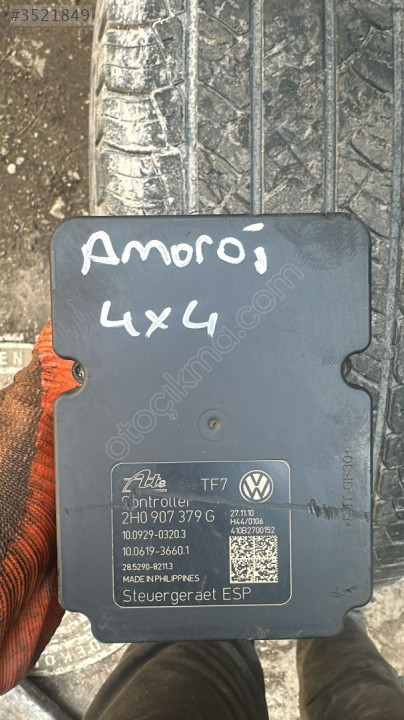 #3521849
AMOROJ
4x4
otoçıkma.com
Ate TF7
Controller
2H0 907 379 G
27.11.10
H44/0106
410B2700152
10.0929-0320.3
10.0619-3660.1
28.5290-8211.3
MADE IN PHILIPPINES
Steuergeraet ESP